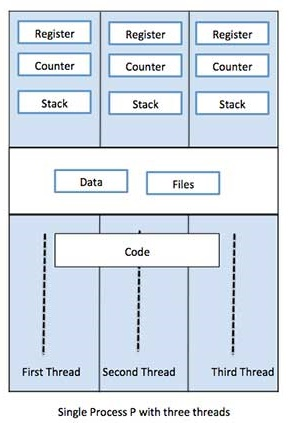 Register Register Register
Counter Counter Counter
Stack Stack Stack
Data Files
Code
First Thread Second Thread Third Thread
Single Process P with three threads